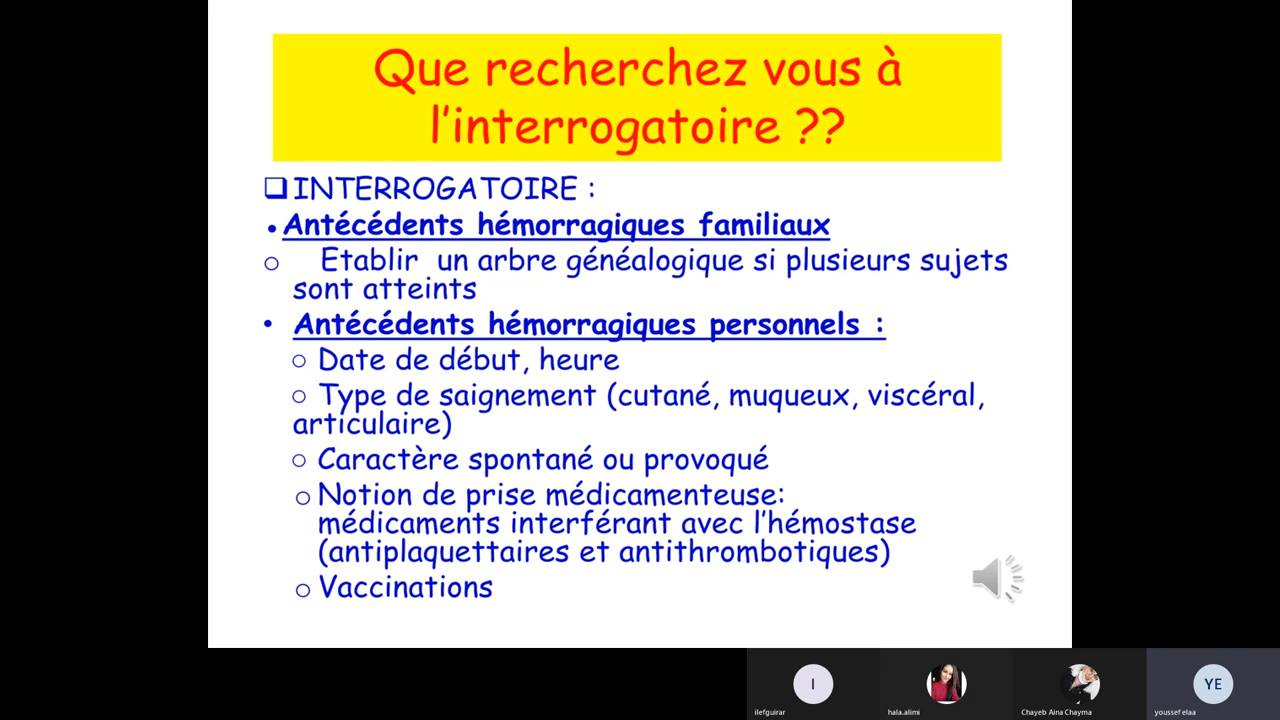 Que recherchez vous à
l'interrogatoire ??
❑INTERROGATOIRE :
•Antécédents hémorragiques familiaux
o Etablir un arbre généalogique si plusieurs sujets
sont atteints
• Antécédents hémorragiques personnels :
○ Date de début, heure
○ Type de saignement (cutané, muqueux, viscéral,
articulaire)
○ Caractère spontané ou provoqué
o Notion de prise médicamenteuse:
médicaments interférant avec l'hémostase
(antiplaquettaires et antithrombotiques)
o Vaccinations
I
YE
ilefguirar
hala.alimi
Chayeb Aina Chayma
youssef elaa